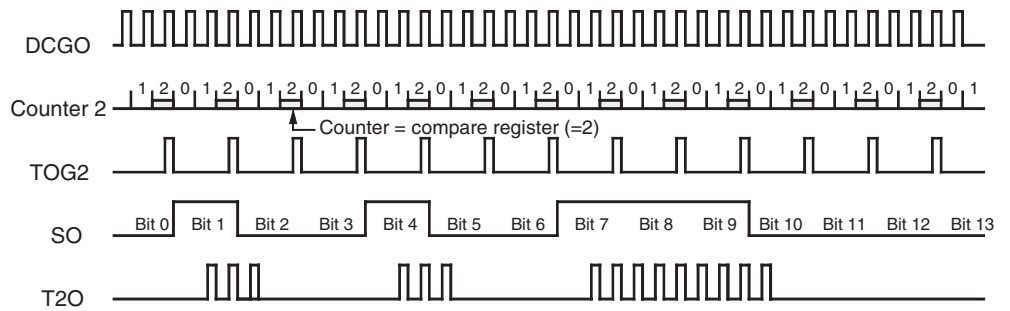 DCGO
Counter 2 1 2 0 1 2 0 1 2 0 1 2 0 1 2 0 1 2 0 1 2 0 1 2 0 1 2 0 1 2 0 1 2 0 1 2 0 1 2 0 1
Counter = compare register (=2)
TOG2
SO Bit 0 Bit 1 Bit 2 Bit 3 Bit 4 Bit 5 Bit 6 Bit 7 Bit 8 Bit 9 Bit 10 Bit 11 Bit 12 Bit 13
T2O